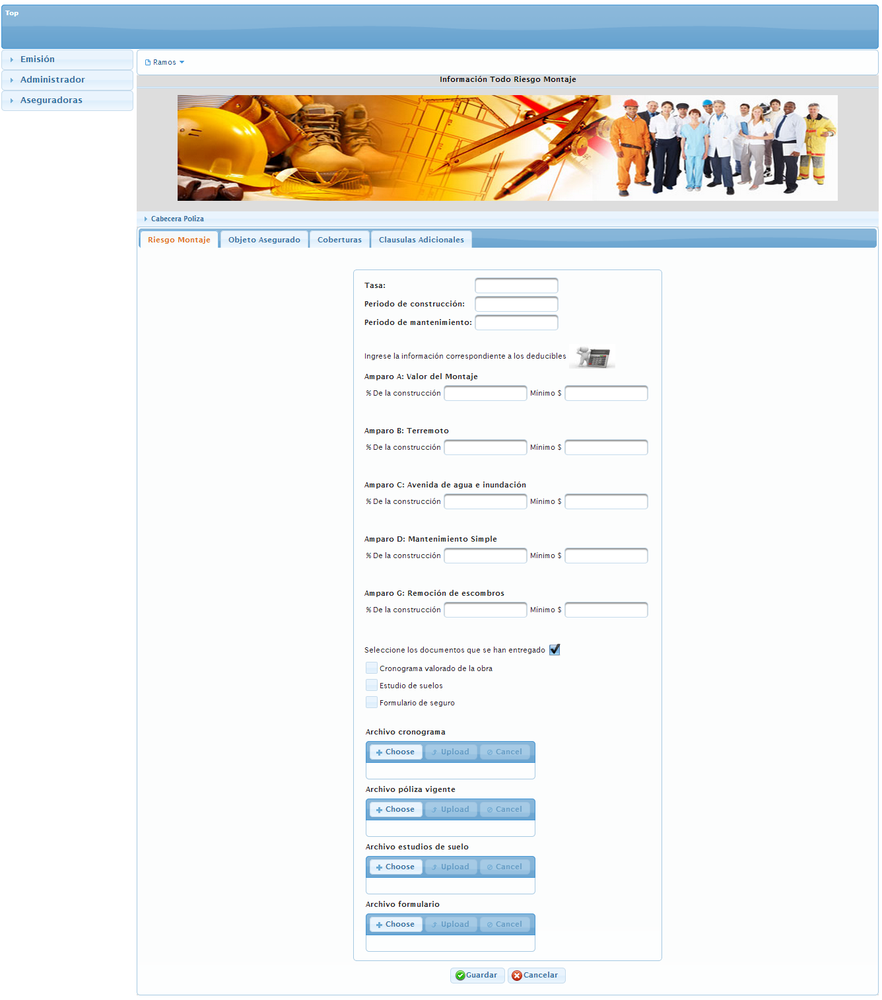 Top
Emisión
Administrador
Aseguradoras
Ramos
Información Todo Riesgo Montaje
Cabecera Poliza
Riesgo Montaje Objeto Asegurado Coberturas Clausulas Adicionales
Tasa:
Periodo de construcción:
Periodo de mantenimiento:
Ingrese la información correspondiente a los deducibles
Amparo A: Valor del Montaje
% De la construcción Mínimo $
Amparo B: Terremoto
% De la construcción Mínimo $
Amparo C: Avenida de agua e inundación
% De la construcción Mínimo $
Amparo D: Mantenimiento Simple
% De la construcción Mínimo $
Amparo G: Remoción de escombros
% De la construcción Mínimo $
Seleccione los documentos que se han entregado
Cronograma valorado de la obra
Estudio de suelos
Formulario de seguro
Archivo cronograma
Choose Upload Cancel
Archivo póliza vigente
Choose Upload Cancel
Archivo estudios de suelo
Choose Upload Cancel
Archivo formulario
Choose Upload Cancel
Guardar Cancelar